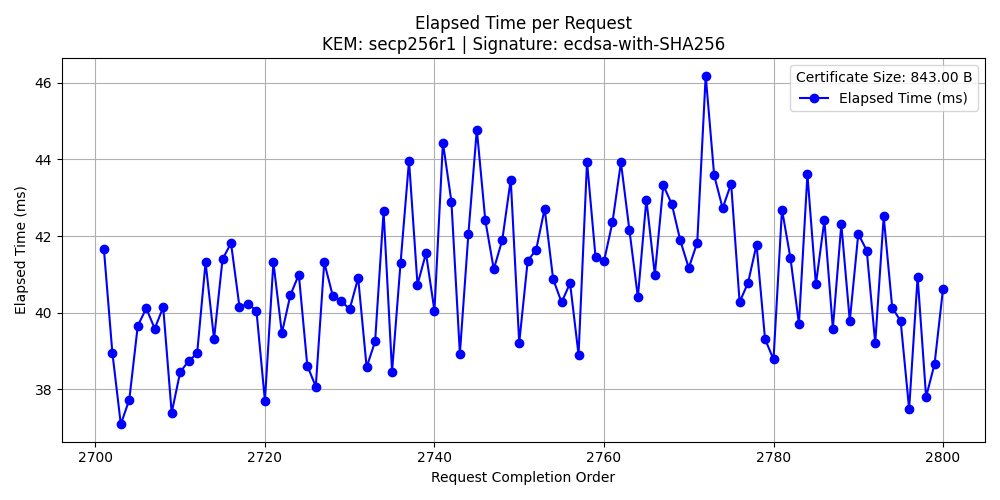 Elapsed Time per Request
KEM: secp256r1 | Signature: ecdsa-with-SHA256
Certificate Size: 843.00 B
Elapsed Time (ms)
46
44
42
40
38
Elapsed Time (ms)
2700
2720
2740
2760
2780
2800
Request Completion Order